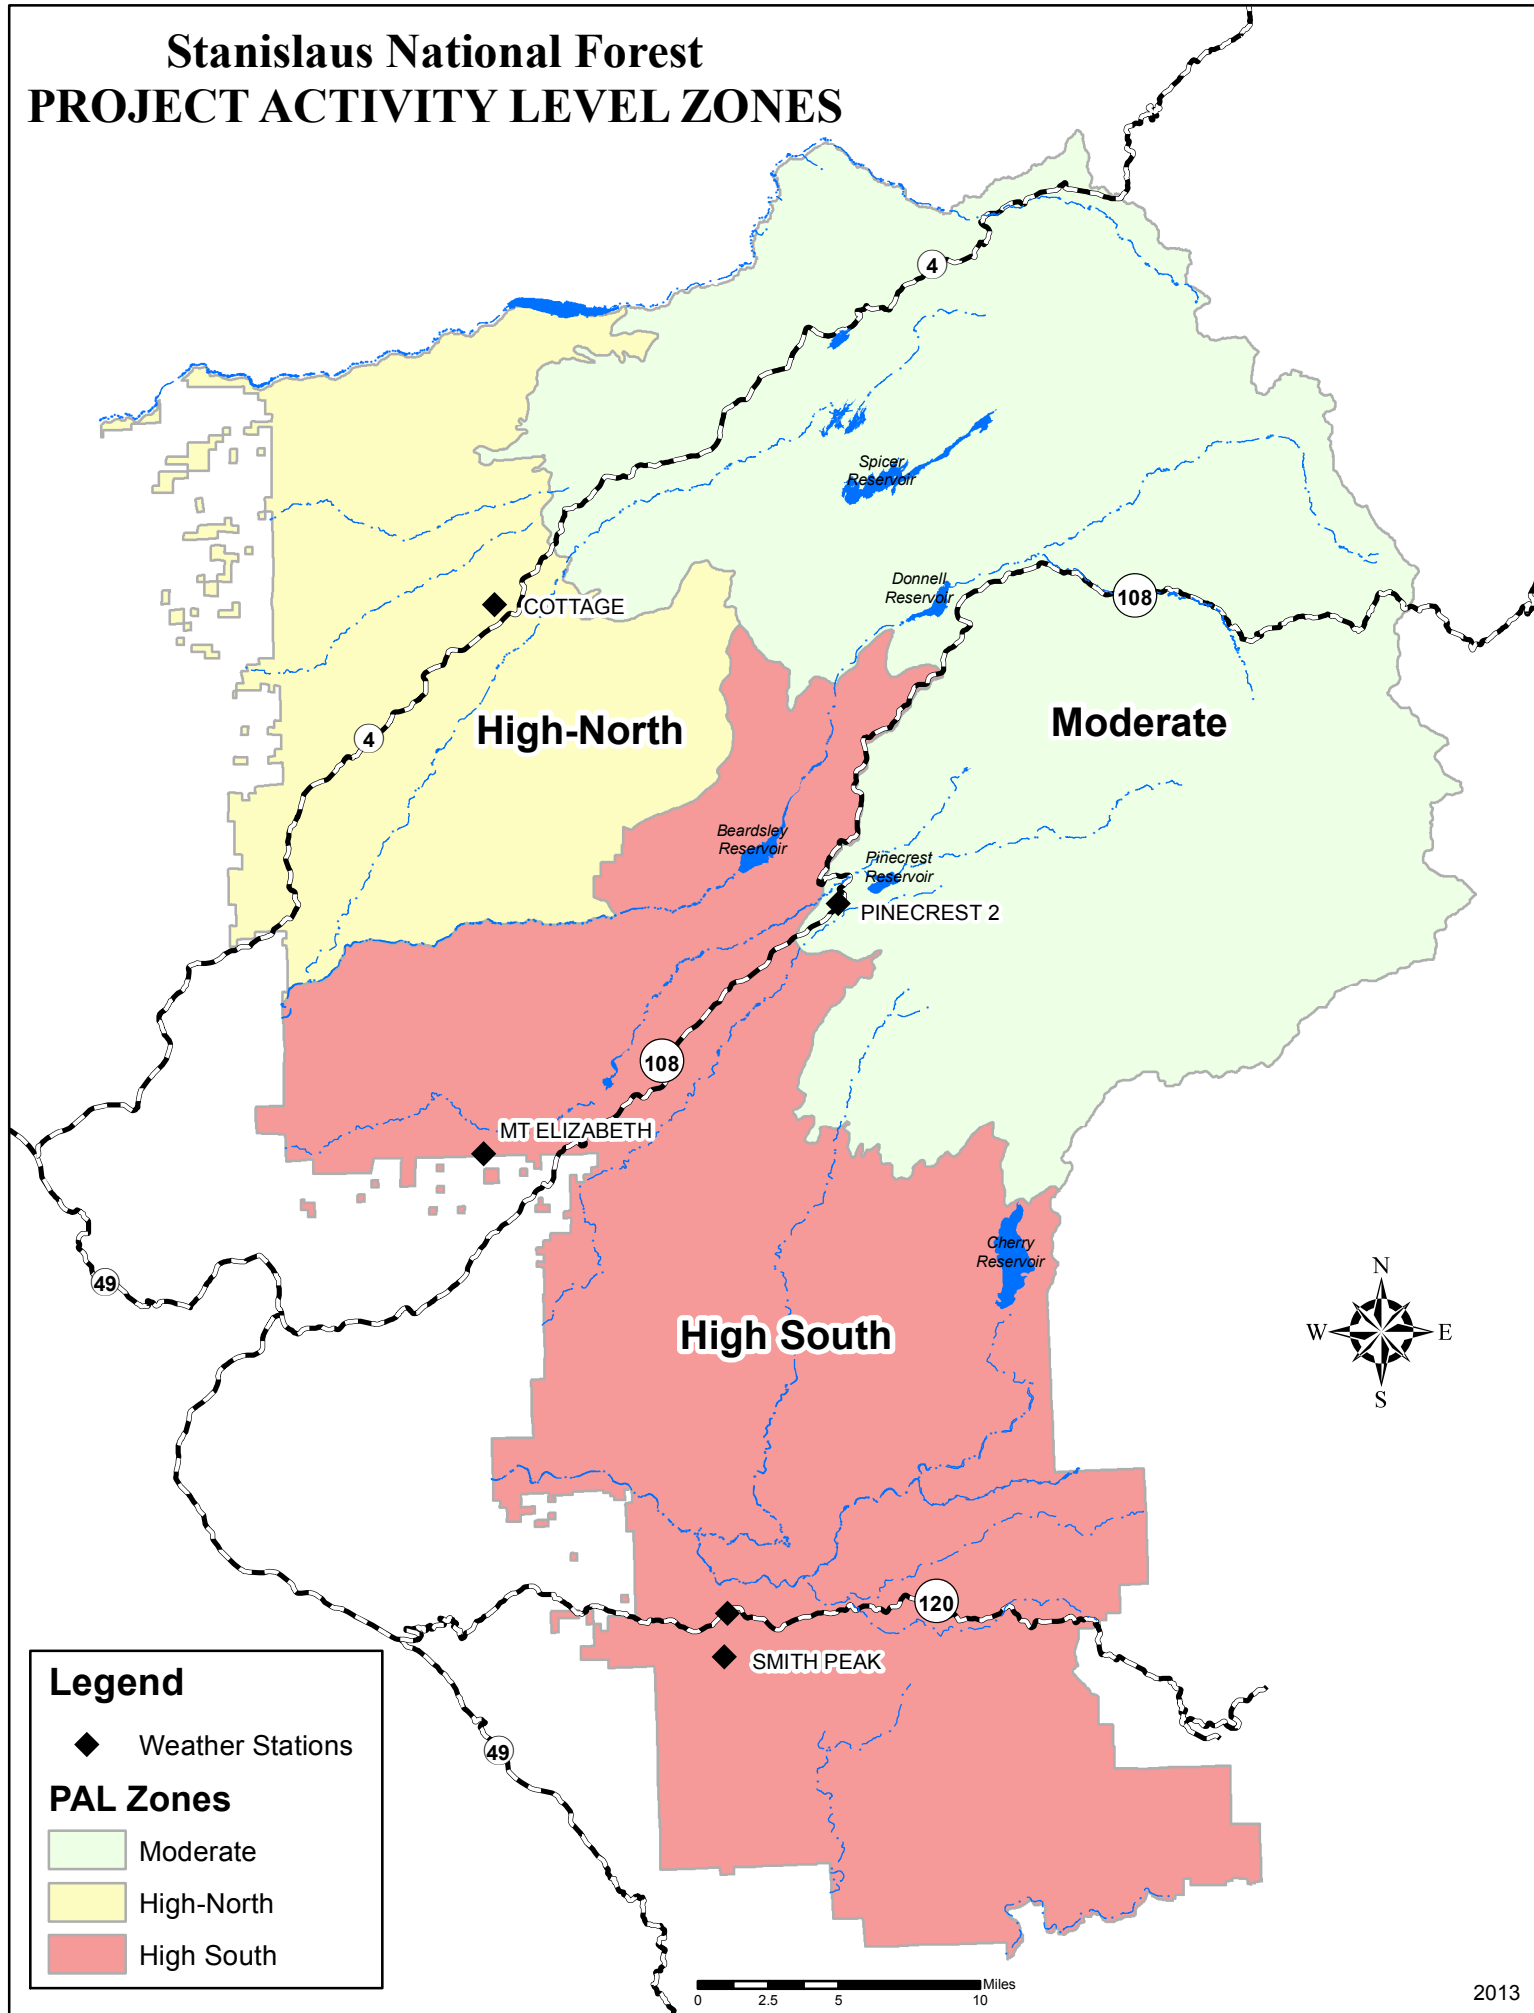 Stanislaus National Forest
PROJECT ACTIVITY LEVEL ZONES
4
Spicer
Reservoir
Donnell
Reservoir
108
COTTAGE
High-North
Moderate
4
Beardsley
Reservoir
Pinecrest
Reservoir
PINECREST 2
108
MT ELIZABETH
Cherry
Reservoir
49
High South
N
W E
S
120
SMITH PEAK
49
Legend
Weather Stations
PAL Zones
Moderate
High-North
High South
Miles
0 2.5 5 10
2013